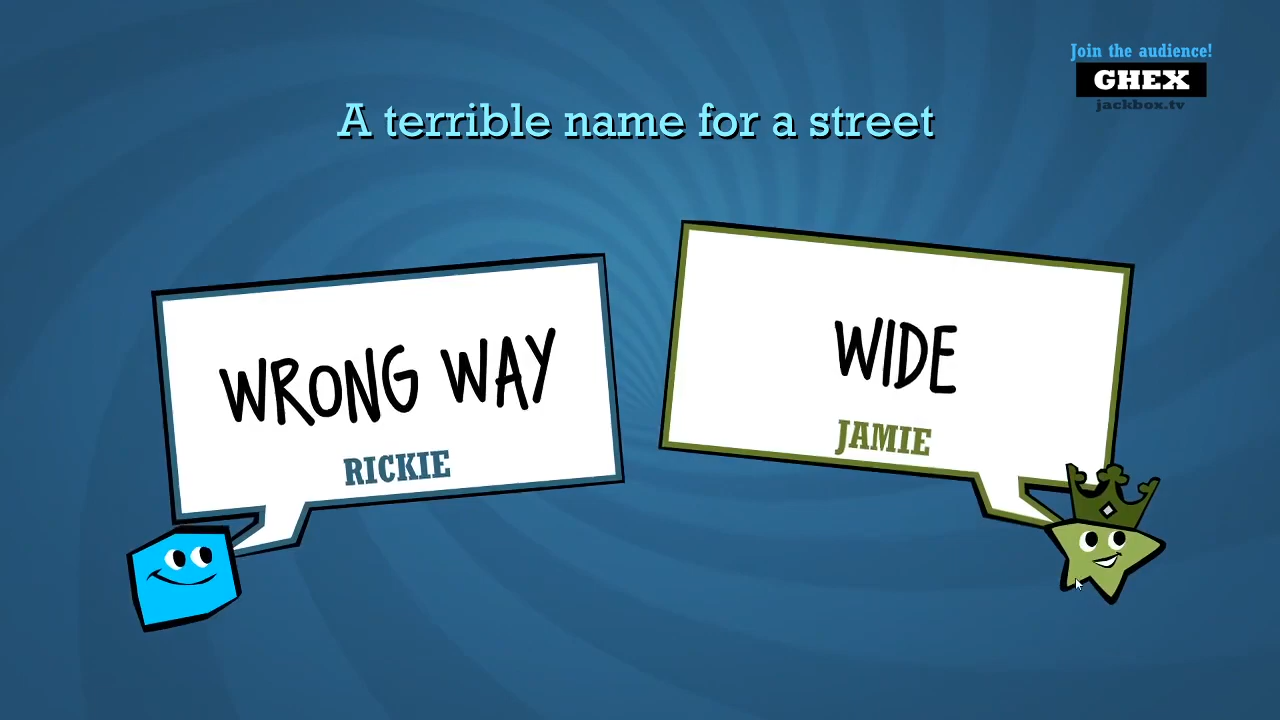 Join the audience!
GHEX
jackbox.tv
A terrible name for a street
WRONG WAY
RICKIE
WIDE
JAMIE